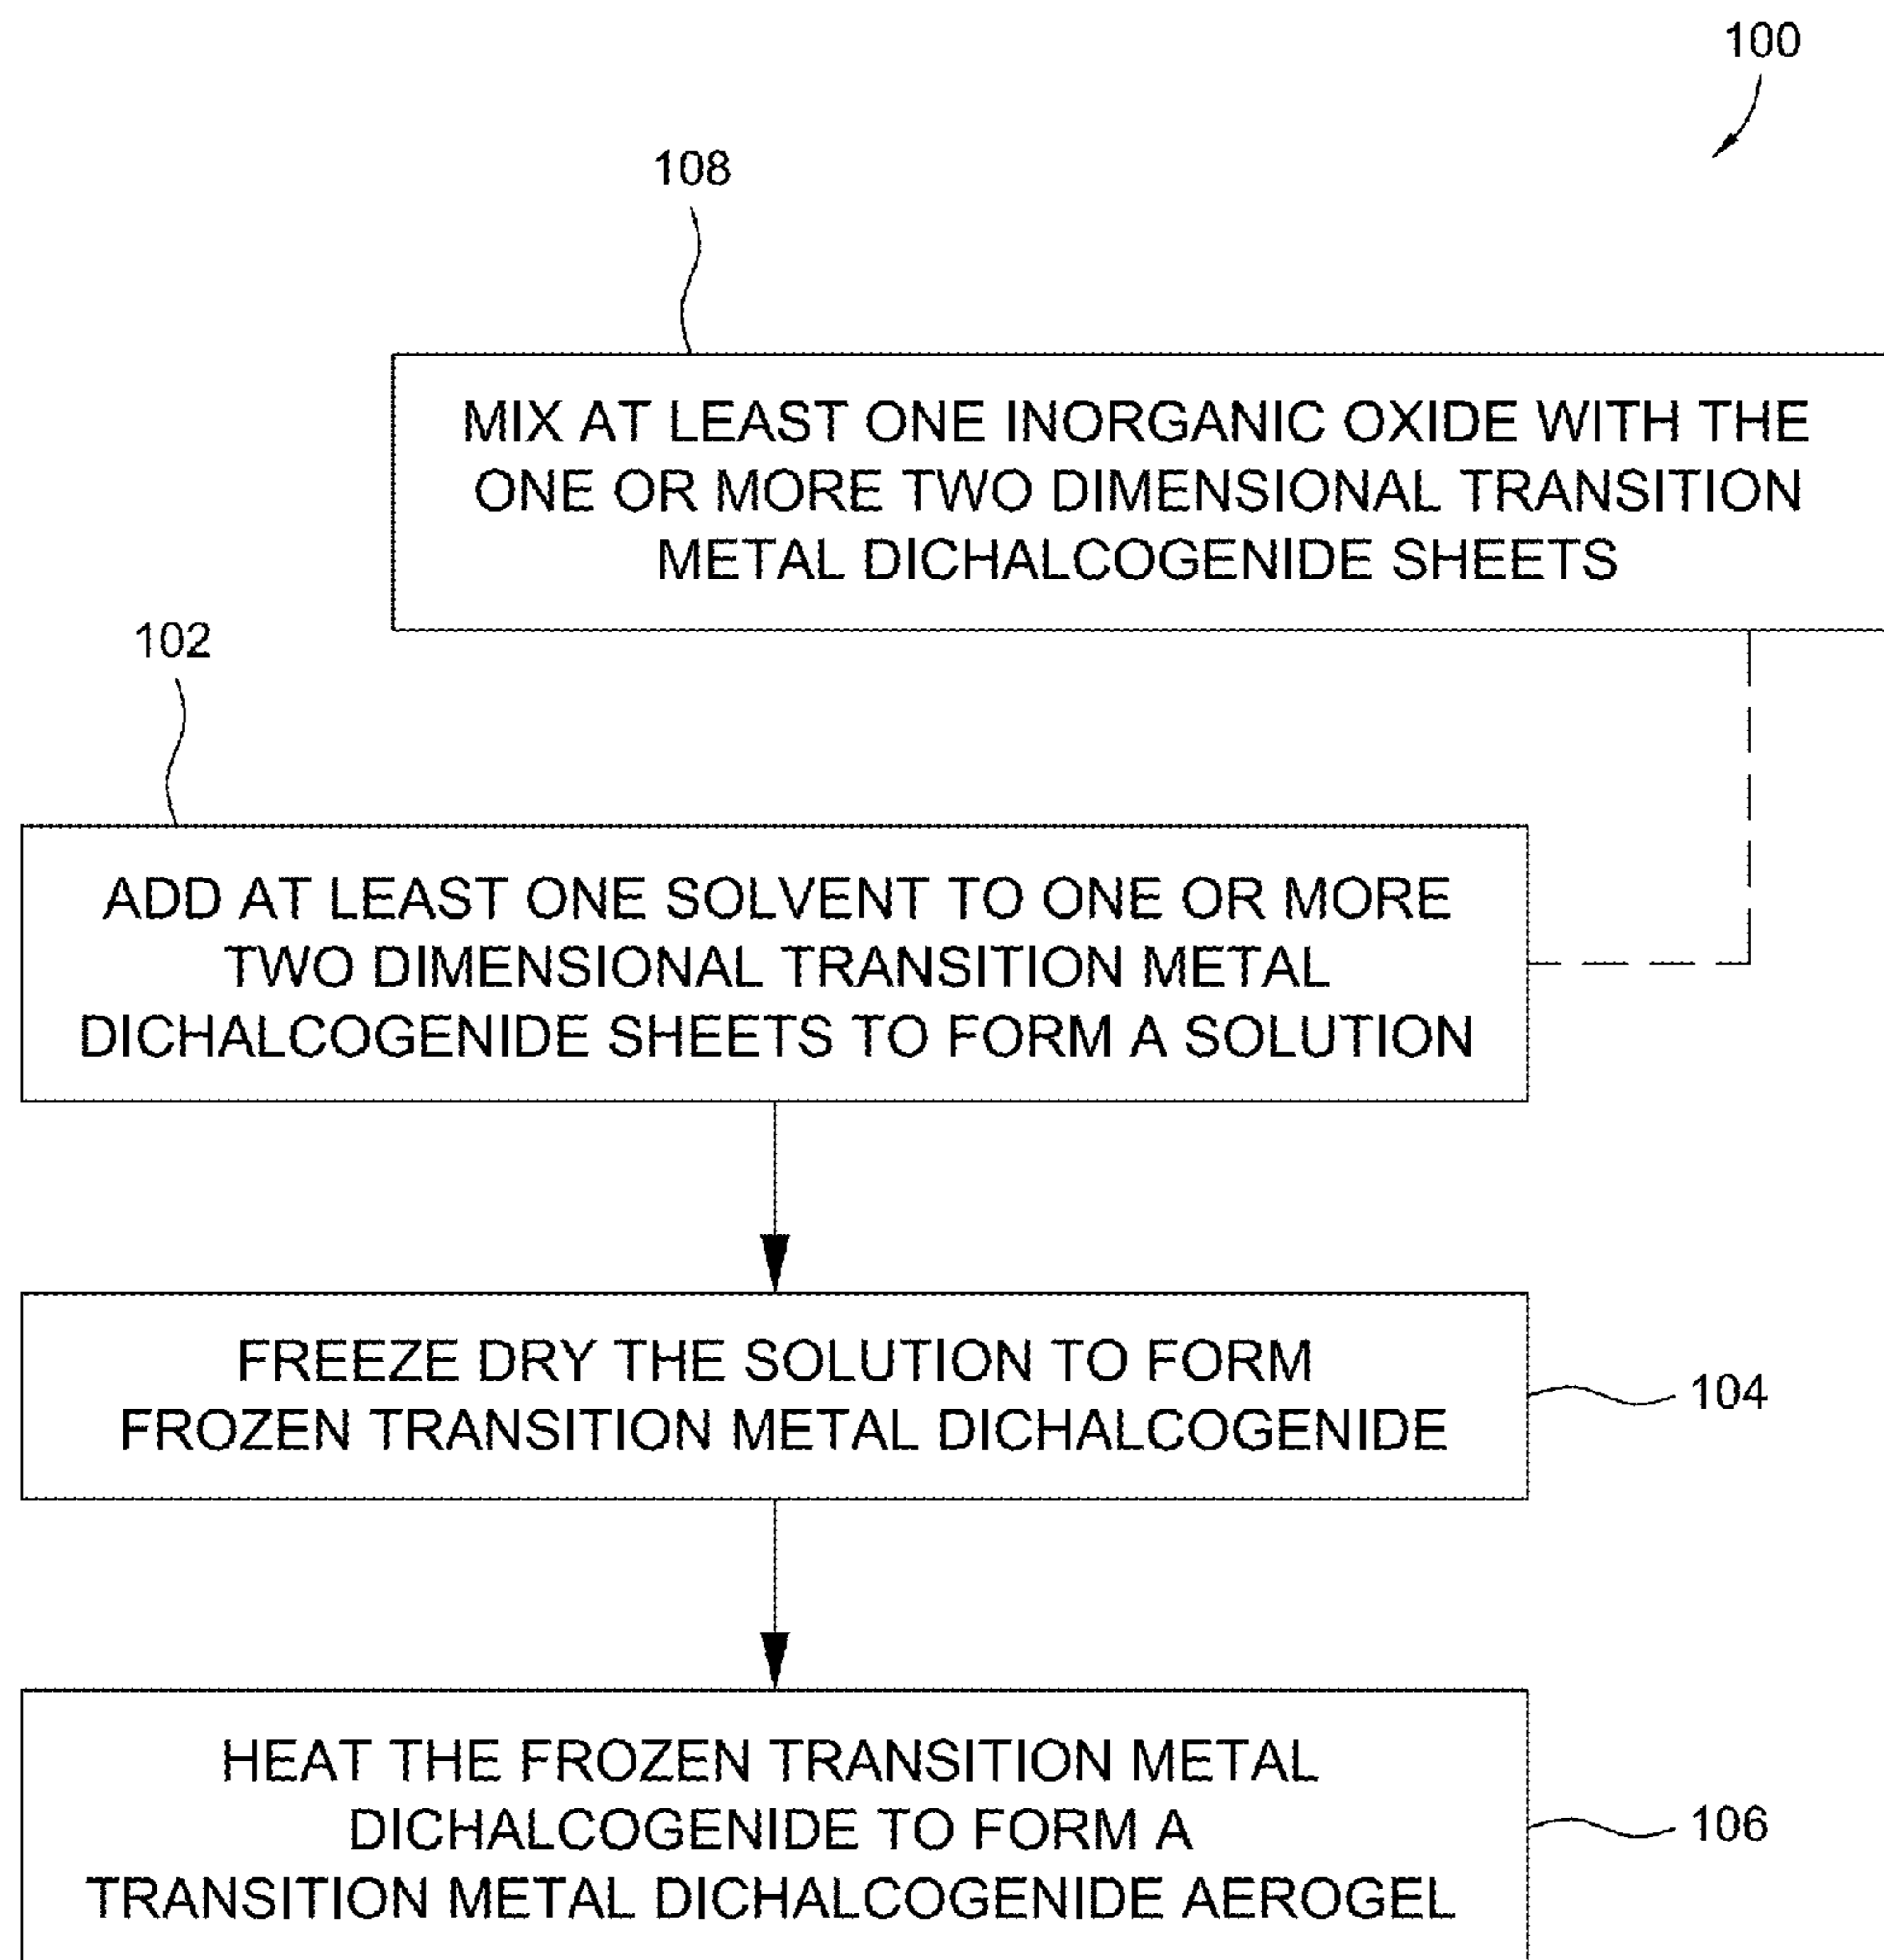 100
108
MIX AT LEAST ONE INORGANIC OXIDE WITH THE
ONE OR MORE TWO DIMENSIONAL TRANSITION
METAL DICHALCOGENIDE SHEETS
102
ADD AT LEAST ONE SOLVENT TO ONE OR MORE
TWO DIMENSIONAL TRANSITION METAL
DICHALCOGENIDE SHEETS TO FORM A SOLUTION
FREEZE DRY THE SOLUTION TO FORM
FROZEN TRANSITION METAL DICHALCOGENIDE
104
HEAT THE FROZEN TRANSITION METAL
DICHALCOGENIDE TO FORM A
TRANSITION METAL DICHALCOGENIDE AEROGEL
106